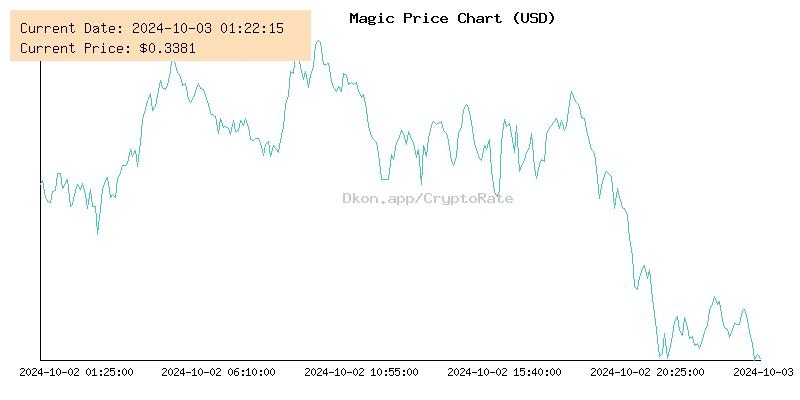 Magic Price Chart (USD)
Current Date: 2024-10-03 01:22:15
Current Price: $0.3381
Dkon.app/CryptoRate
2024-10-02 01:25:00 2024-10-02 06:10:00 2024-10-02 10:55:00 2024-10-02 15:40:00 2024-10-02 20:25:00 2024-10-03